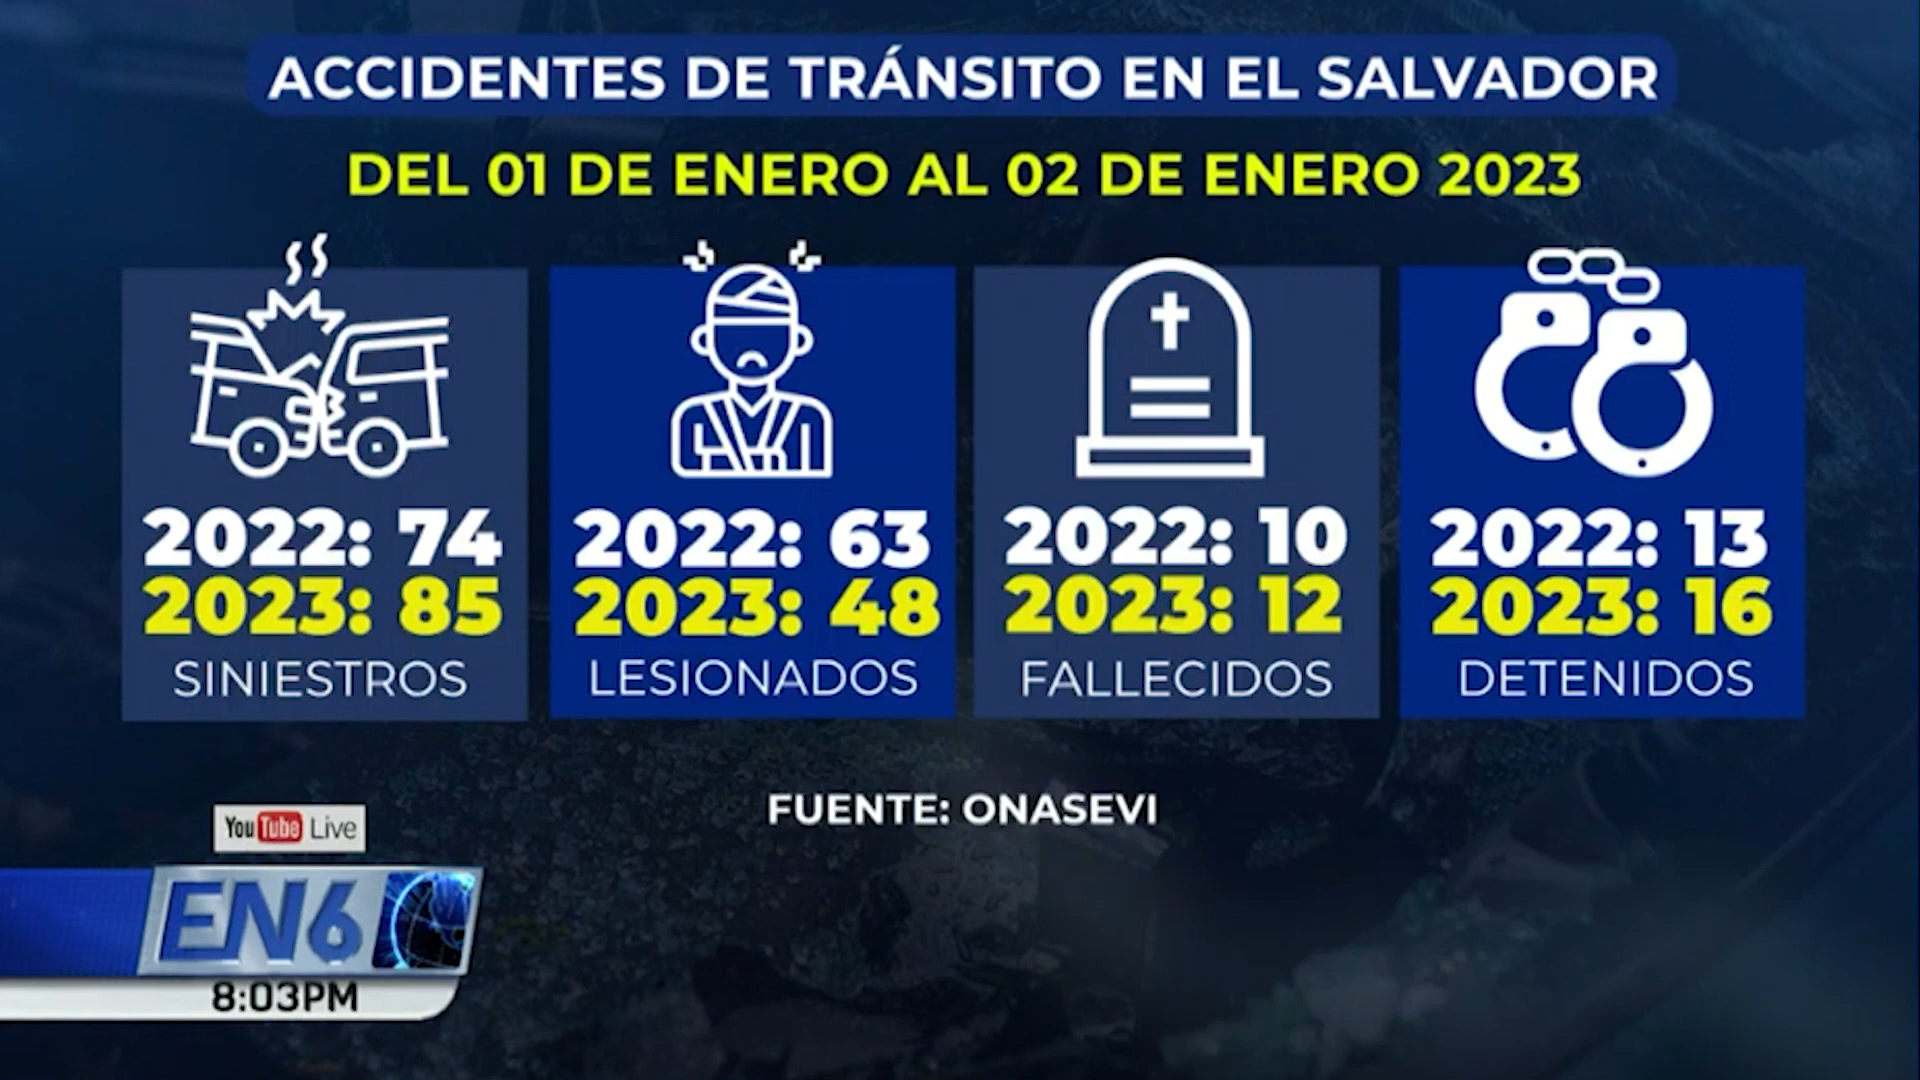 ACCIDENTES DE TRÁNSITO EN EL SALVADOR
DEL 01 DE ENERO AL 02 DE ENERO 2023
2022: 74
2023: 85
SINIESTROS
2022: 63
2023: 48
LESIONADOS
2022: 10
2023: 12
FALLECIDOS
2022: 13
2023: 16
DETENIDOS
FUENTE: ONASEVI
YouTube Live
EN6
8:03PM